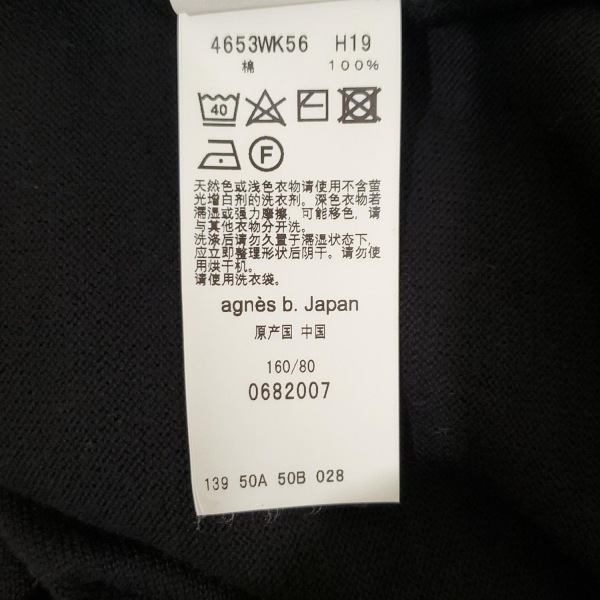 4653WK56 H19
棉 100%
40
F
天然色或浅色衣物请使用不含萤
光增白剂的洗衣剂。深色衣物若
潮湿或强力摩擦,可能移色,请
与其他衣物分开洗。
洗涤后请勿久置于潮湿状态下,
应立即整理形状后阴干。请勿使
用烘干机。
请使用洗衣袋。
agnès b. Japan
原产国 中国
160/80
0682007
139 50A 50B 028